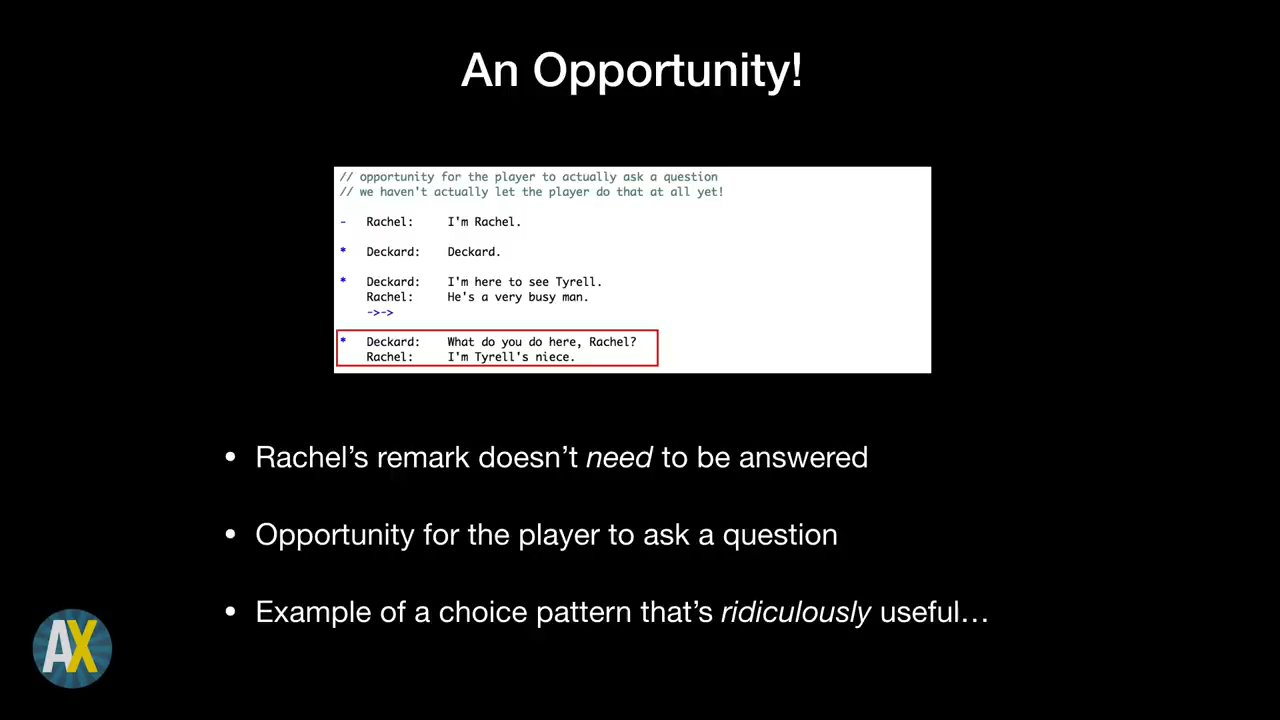 An Opportunity!
// opportunity for the player to actually ask a question
// we haven't actually let the player do that at all yet!
- Rachel: I'm Rachel.
* Deckard: Deckard.
* Deckard: I'm here to see Tyrell.
Rachel: He's a very busy man.
->->
* Deckard: What do you do here, Rachel?
Rachel: I'm Tyrell's niece.
• Rachel’s remark doesn’t need to be answered
• Opportunity for the player to ask a question
• Example of a choice pattern that’s ridiculously useful…
AX